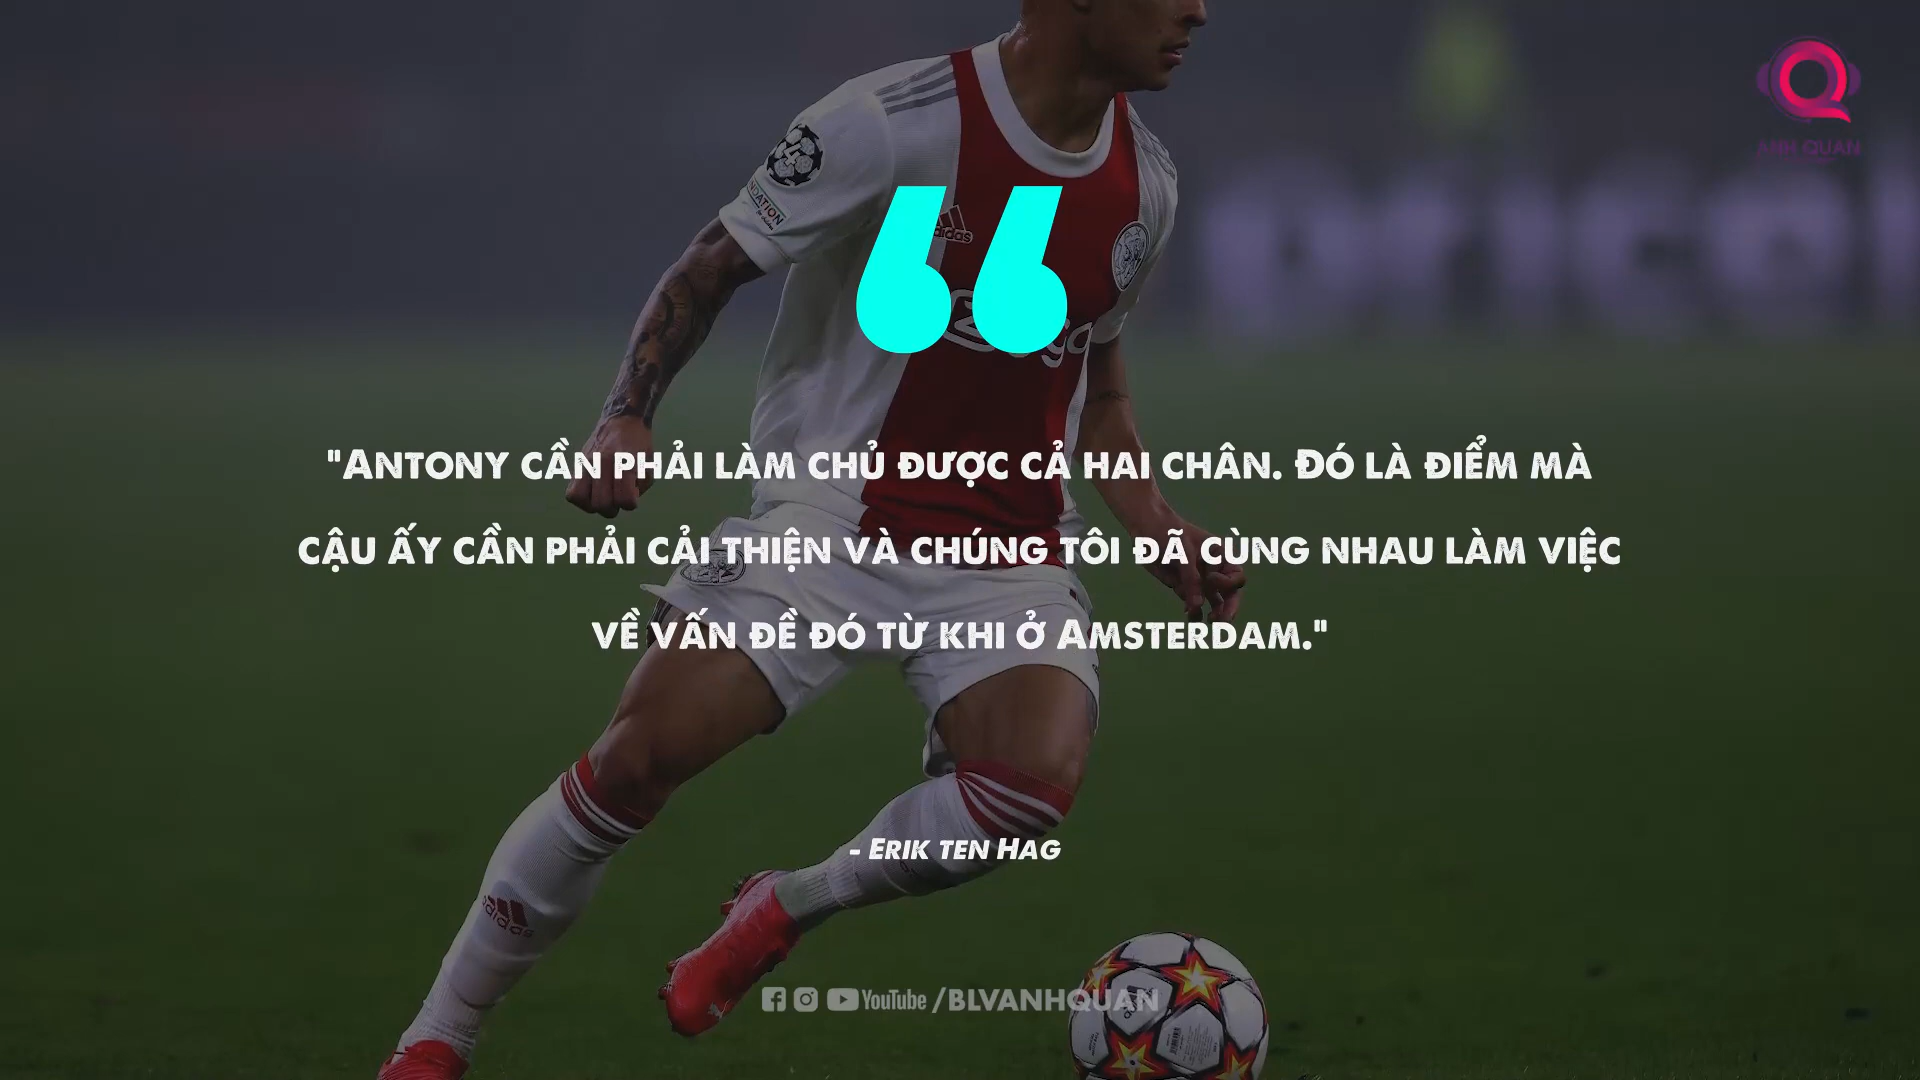 ANH QUAN
adidas
"Antony cần phải làm chủ được cả hai chân. Đó là điểm mà
cậu ấy cần phải cải thiện và chúng tôi đã cùng nhau làm việc
về vấn đề đó từ khi ở Amsterdam."
- Erik ten Hag
adidas
YouTube /BLVANHQUAN